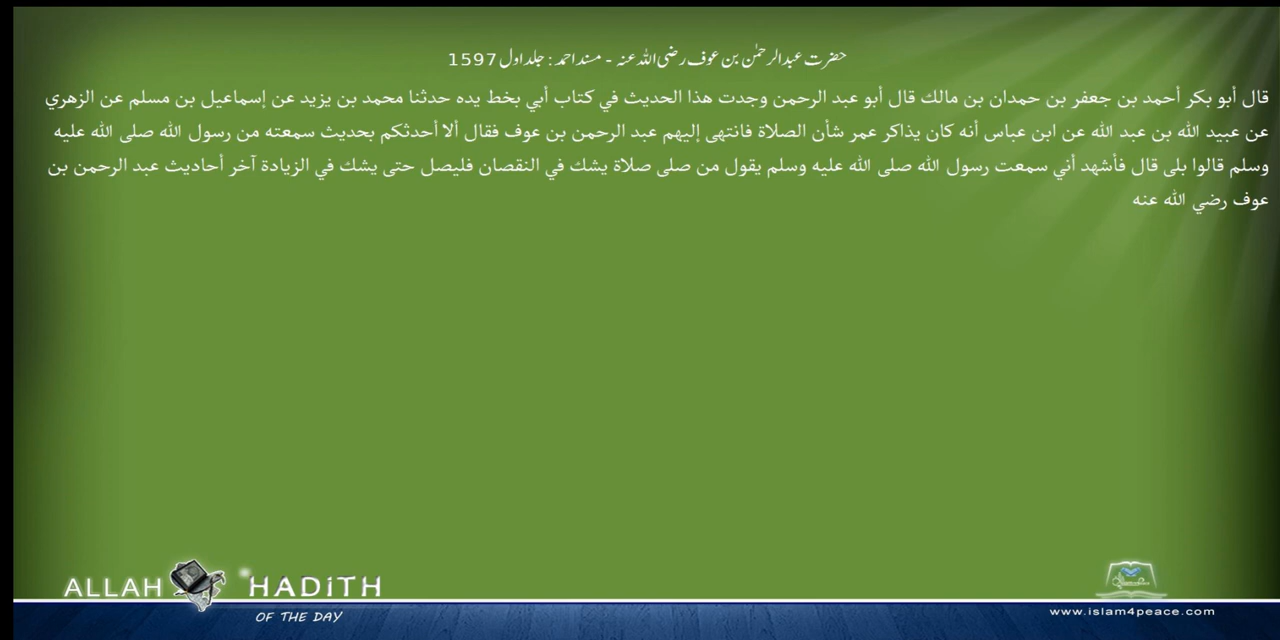 حضرت عبدالرحمٰن بن عوف رضی اللہ عنہ - مسند احمد : جلد اول 1597
قال أبو بكر أحمد بن جعفر بن حمدان بن مالك قال أبو عبد الرحمن وجدت هذا الحديث في كتاب أبي بخط يده حدثنا محمد بن يزيد عن إسماعيل بن مسلم عن الزهري
عن عبيد الله بن عبد الله عن ابن عباس أنه كان يذاكر عمر شأن الصلاة فانتهى إليهم عبد الرحمن بن عوف فقال ألا أحدثكم بحديث سمعته من رسول الله صلى الله عليه
وسلم قالوا بلى قال فأشهد أني سمعت رسول الله صلى الله عليه وسلم يقول من صلى صلاة يشك في النقصان فليصل حتى يشك في الزيادة آخر أحاديث عبد الرحمن بن
عوف رضي الله عنه
ALLAH HADITH
OF THE DAY
www.islam4peace.com